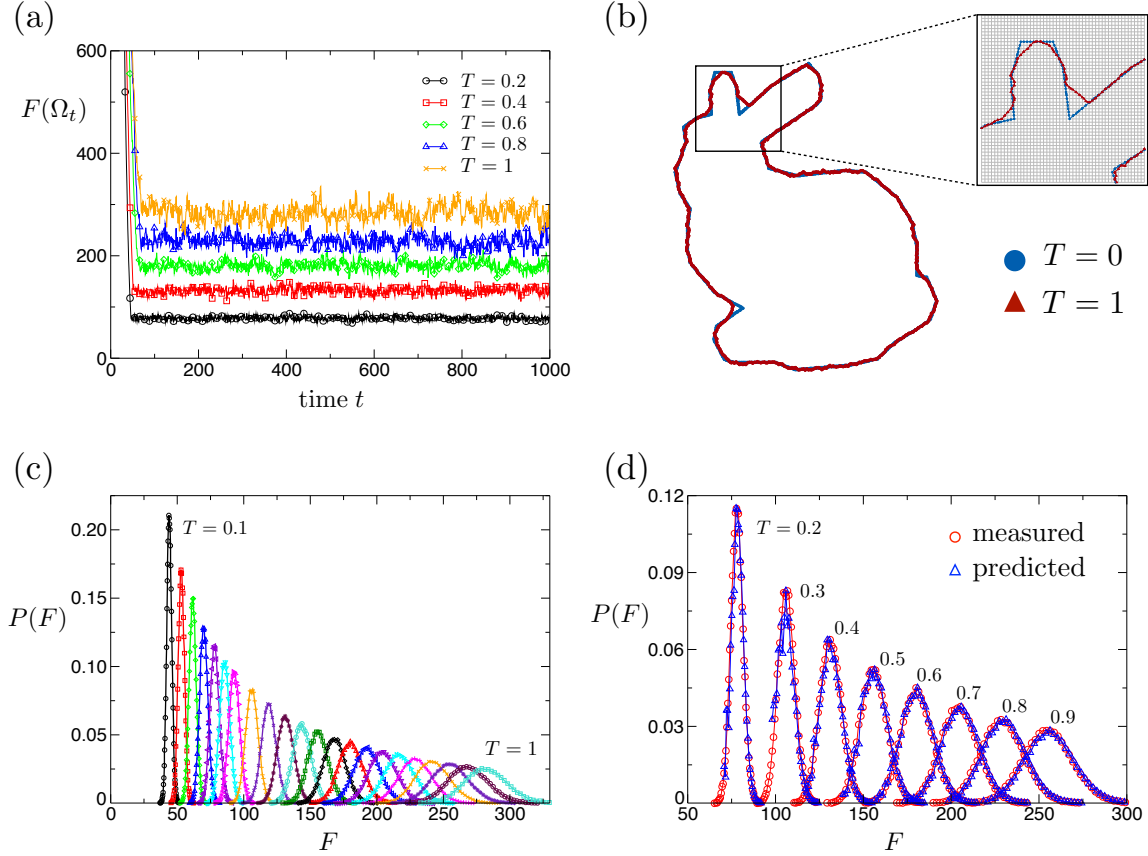 (a)
600
400
200
0
F(Ω_t)
0 200 400 600 800 1000
time t
T = 0.2
T = 0.4
T = 0.6
T = 0.8
T = 1
(b)
T = 0
T = 1
(c)
0.20
0.15
0.10
0.05
0
P(F)
T = 0.1
T = 1
0 50 100 150 200 250 300
F
(d)
0.12
0.09
0.06
0.03
0
P(F)
T = 0.2
0.3
0.4
0.5
0.6
0.7
0.8
0.9
measured
predicted
50 100 150 200 250 300
F